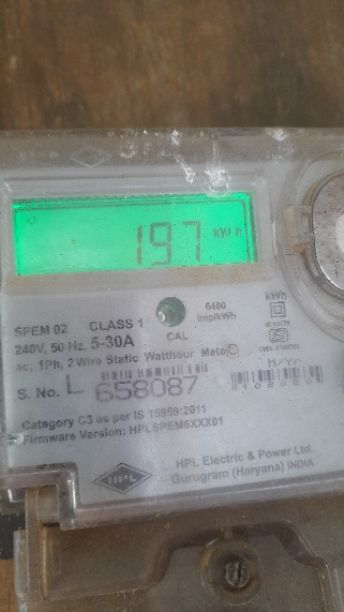 197 kWh
SPEM 02 CLASS 1
6400 imp/kWh
kWh
240V, 50 Hz, 5-30A
CAL
ac, 1Ph, 2 Wire Static Watthour Meter
S. No. L 658087
Category C3 as per IS 15959:2011
Firmware Version: HPLSPEM6XXX01
HPL
HPL Electric & Power Ltd.
Gurugram (Haryana) INDIA